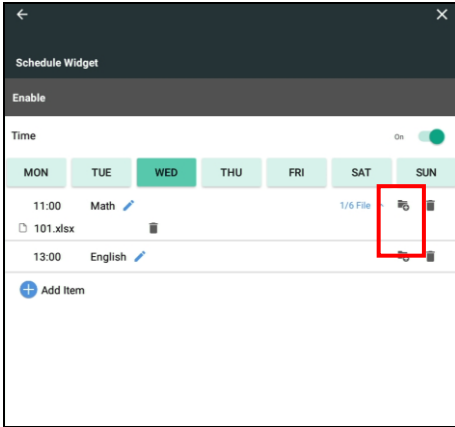 Schedule Widget
Enable
Time On
MON TUE WED THU FRI SAT SUN
11:00 Math 1/6 File
101.xlsx
13:00 English
Add Item